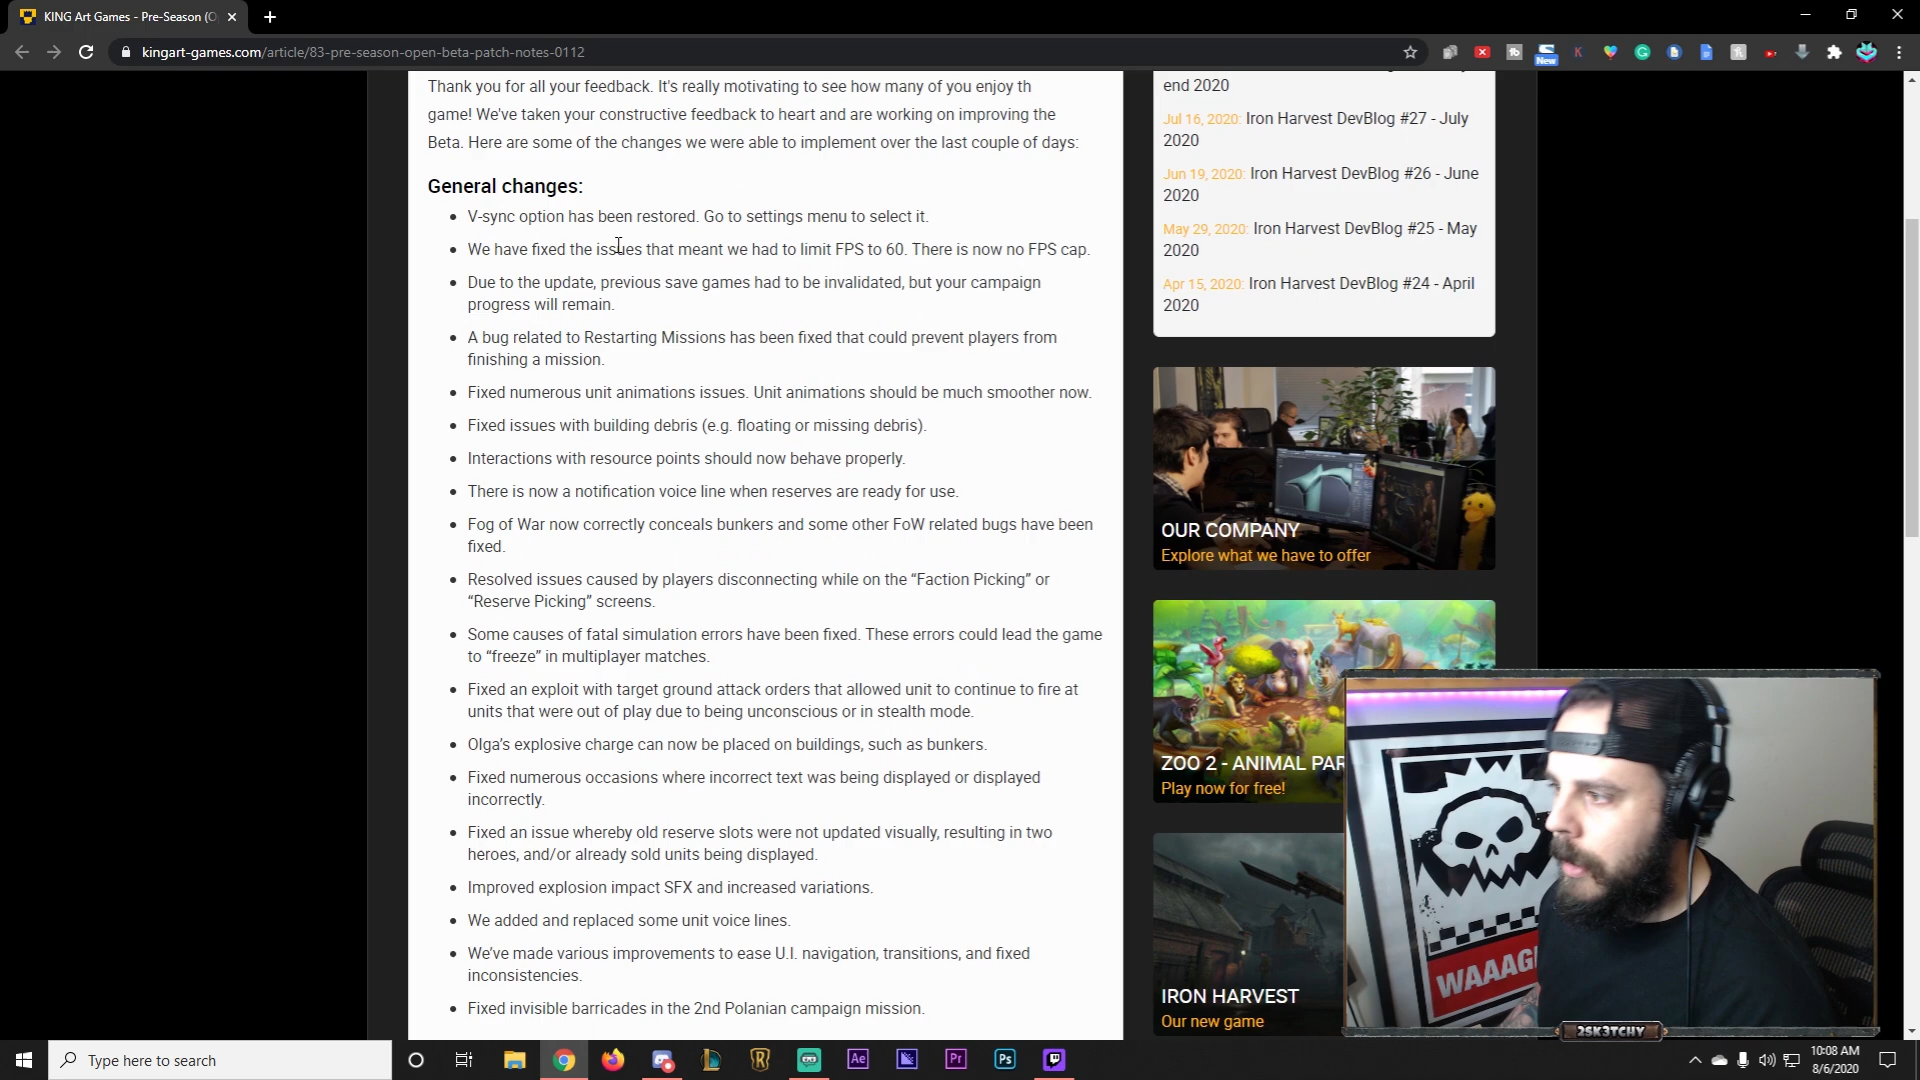 KING Art Games - Pre-Season (O
kingart-games.com/article/83-pre-season-open-beta-patch-notes-0112
New
Thank you for all your feedback. It's really motivating to see how many of you enjoy th
game! We've taken your constructive feedback to heart and are working on improving the
Beta. Here are some of the changes we were able to implement over the last couple of days:
General changes:
V-sync option has been restored. Go to settings menu to select it.
We have fixed the issues that meant we had to limit FPS to 60. There is now no FPS cap.
Due to the update, previous save games had to be invalidated, but your campaign
progress will remain.
A bug related to Restarting Missions has been fixed that could prevent players from
finishing a mission.
Fixed numerous unit animations issues. Unit animations should be much smoother now.
Fixed issues with building debris (e.g. floating or missing debris).
Interactions with resource points should now behave properly.
There is now a notification voice line when reserves are ready for use.
Fog of War now correctly conceals bunkers and some other FoW related bugs have been
fixed.
Resolved issues caused by players disconnecting while on the “Faction Picking” or
“Reserve Picking” screens.
Some causes of fatal simulation errors have been fixed. These errors could lead the game
to “freeze” in multiplayer matches.
Fixed an exploit with target ground attack orders that allowed unit to continue to fire at
units that were out of play due to being unconscious or in stealth mode.
Olga’s explosive charge can now be placed on buildings, such as bunkers.
Fixed numerous occasions where incorrect text was being displayed or displayed
incorrectly.
Fixed an issue whereby old reserve slots were not updated visually, resulting in two
heroes, and/or already sold units being displayed.
Improved explosion impact SFX and increased variations.
We added and replaced some unit voice lines.
We’ve made various improvements to ease U.I. navigation, transitions, and fixed
inconsistencies.
Fixed invisible barricades in the 2nd Polanian campaign mission.
end 2020
Jul 16, 2020: Iron Harvest DevBlog #27 - July
2020
Jun 19, 2020: Iron Harvest DevBlog #26 - June
2020
May 29, 2020: Iron Harvest DevBlog #25 - May
2020
Apr 15, 2020: Iron Harvest DevBlog #24 - April
2020
OUR COMPANY
Explore what we have to offer
ZOO 2 - ANIMAL PAR
Play now for free!
IRON HARVEST
Our new game
WAAAG
2SK3TCHY
Type here to search
Ae
Pr
Ps
10:08 AM
8/6/2020